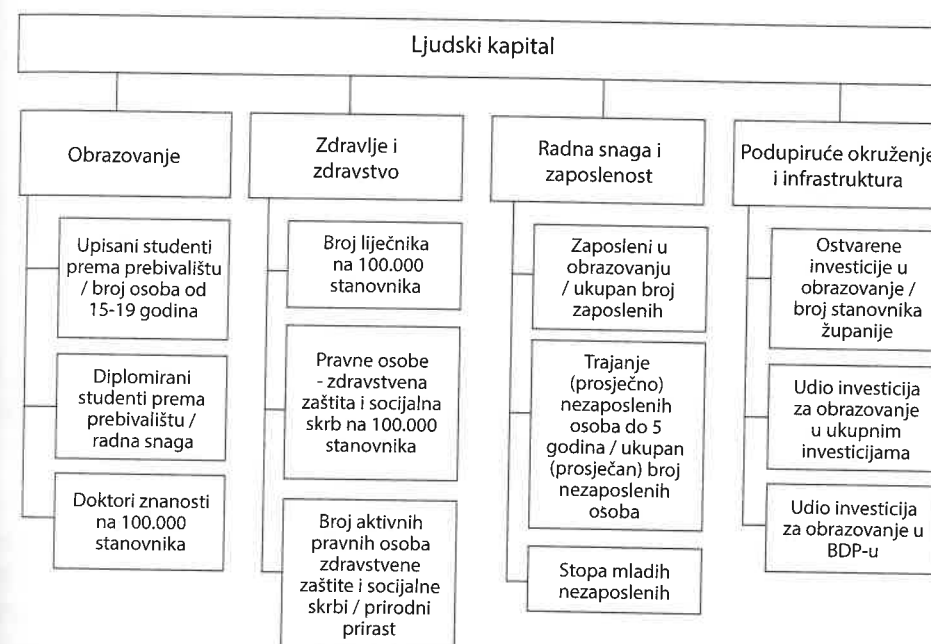 Ljudski kapital
Obrazovanje
Upisani studenti
prema prebivalištu
/ broj osoba od
15-19 godina
Diplomirani
studenti prema
prebivalištu /
radna snaga
Doktori znanosti
na 100.000
stanovnika
Zdravlje i
zdravstvo
Broj liječnika
na 100.000
stanovnika
Pravne osobe
- zdravstvena
zaštita i socijalna
skrb na 100.000
stanovnika
Broj aktivnih
pravnih osoba
zdravstvene
zaštite i socijalne
skrbi / prirodni
prirast
Radna snaga i
zaposlenost
Zaposleni u
obrazovanju
/ ukupan broj
zaposlenih
Trajanje
(prosječno)
nezaposlenih
osoba do 5
godina / ukupan
(prosječan) broj
nezaposlenih
osoba
Stopa mladih
nezaposlenih
Podupiruće okruženje
i infrastruktura
Ostvarene
investicije u
obrazovanje /
broj stanovnika
županije
Udio investicija
za obrazovanje
u ukupnim
investicijama
Udio investicija
za obrazovanje u
BDP-u